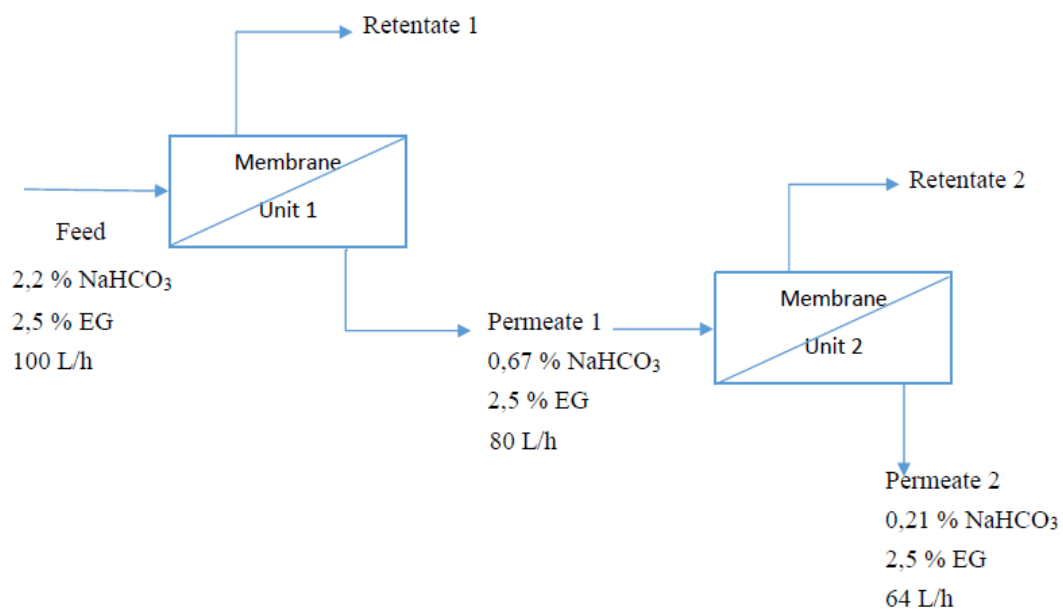 Retentate 1
Membrane
Unit 1
Feed
2,2 % NaHCO₃
2,5 % EG
100 L/h
Permeate 1
0,67 % NaHCO₃
2,5 % EG
80 L/h
Retentate 2
Membrane
Unit 2
Permeate 2
0,21 % NaHCO₃
2,5 % EG
64 L/h